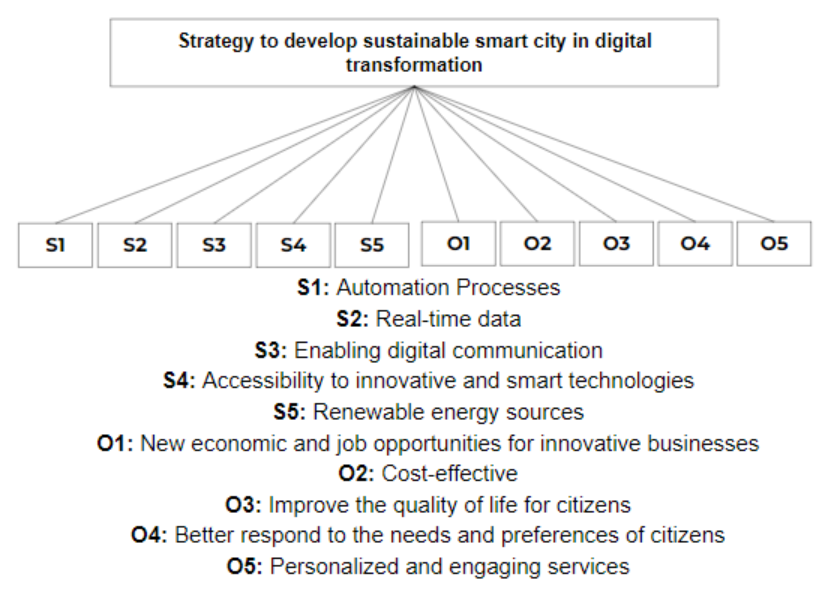 Strategy to develop sustainable smart city in digital
transformation
S1 S2 S3 S4 S5 O1 O2 O3 O4 O5
S1: Automation Processes
S2: Real-time data
S3: Enabling digital communication
S4: Accessibility to innovative and smart technologies
S5: Renewable energy sources
O1: New economic and job opportunities for innovative businesses
O2: Cost-effective
O3: Improve the quality of life for citizens
O4: Better respond to the needs and preferences of citizens
O5: Personalized and engaging services